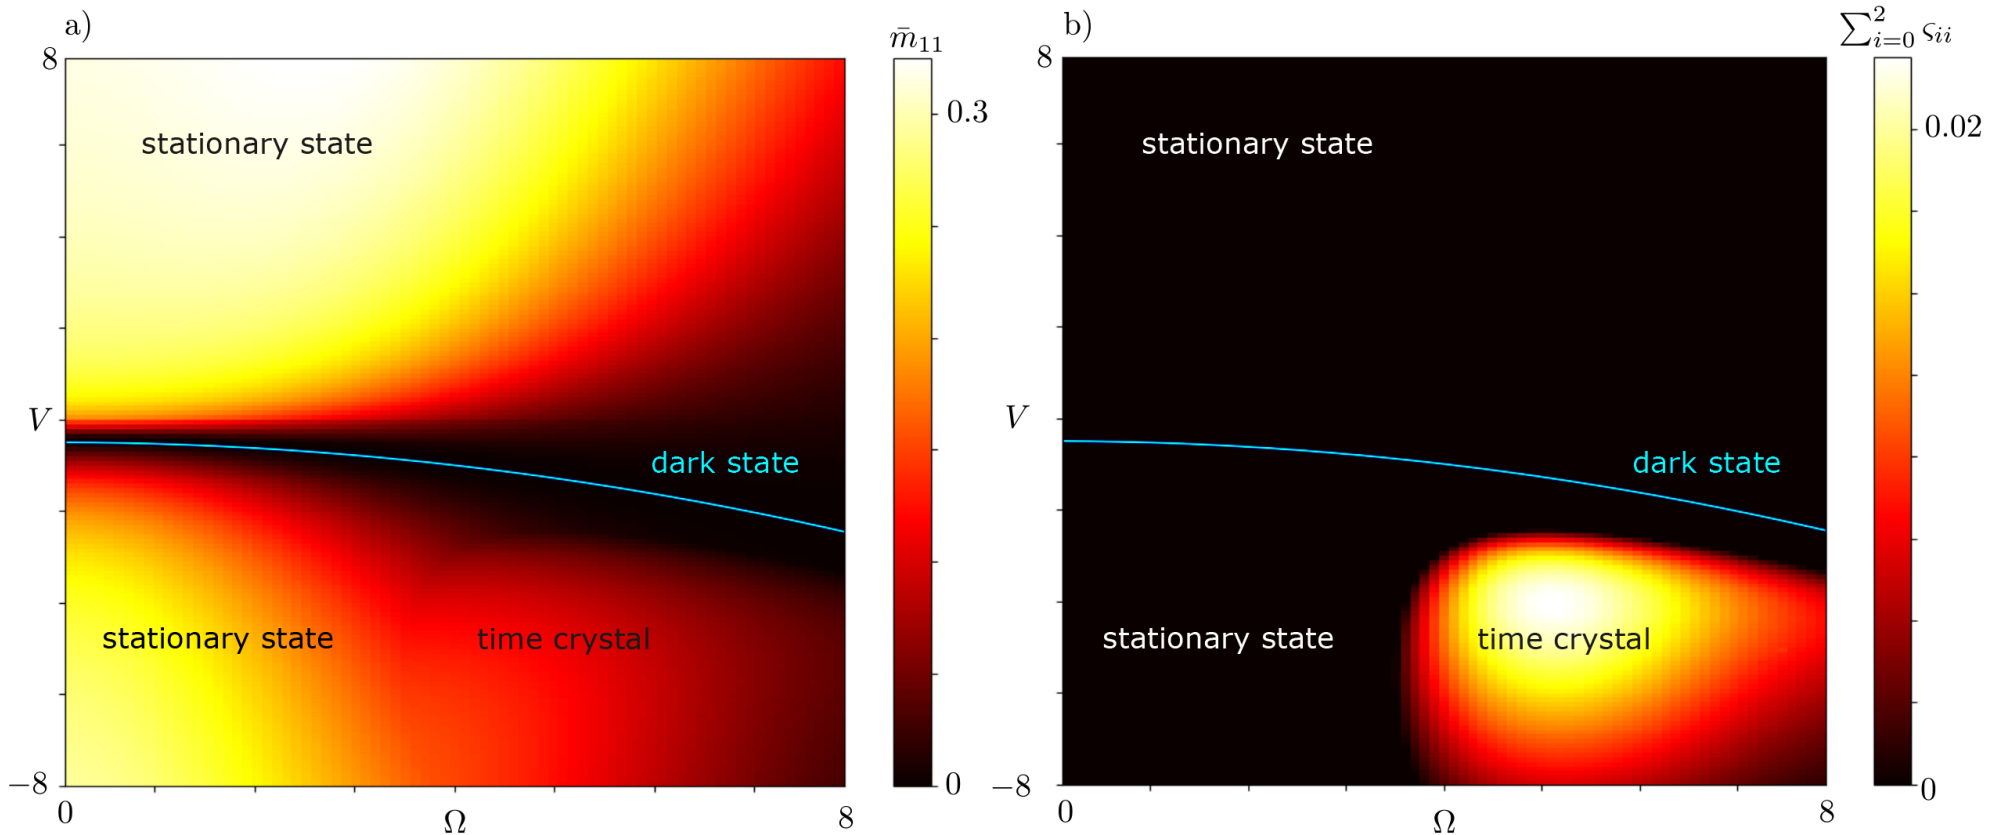 a)
m̄₁₁
8
0.3
stationary state
V
dark state
stationary state
time crystal
−8
0
0
Ω
8
b)
∑²ᵢ₌₀ ςᵢᵢ
8
0.02
stationary state
V
dark state
stationary state
time crystal
−8
0
0
Ω
8